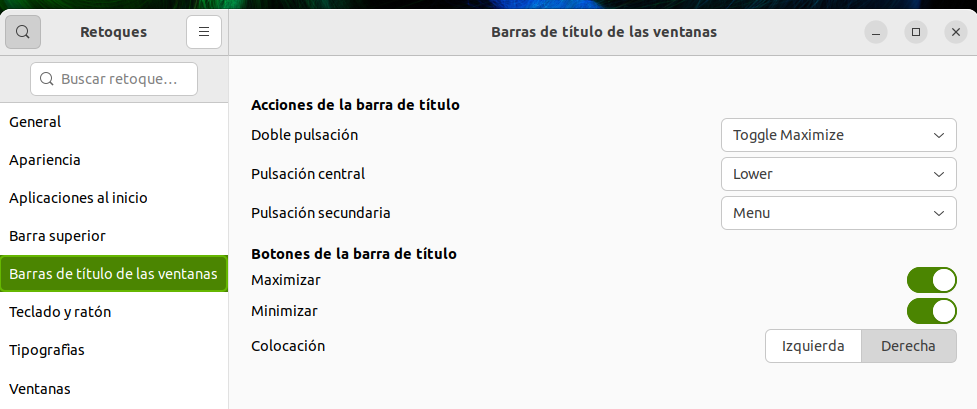 Retoques
Barras de título de las ventanas
Buscar retoque…
General
Apariencia
Aplicaciones al inicio
Barra superior
Barras de título de las ventanas
Teclado y ratón
Tipografías
Ventanas
Acciones de la barra de título
Doble pulsación Toggle Maximize
Pulsación central Lower
Pulsación secundaria Menu
Botones de la barra de título
Maximizar
Minimizar
Colocación Izquierda Derecha